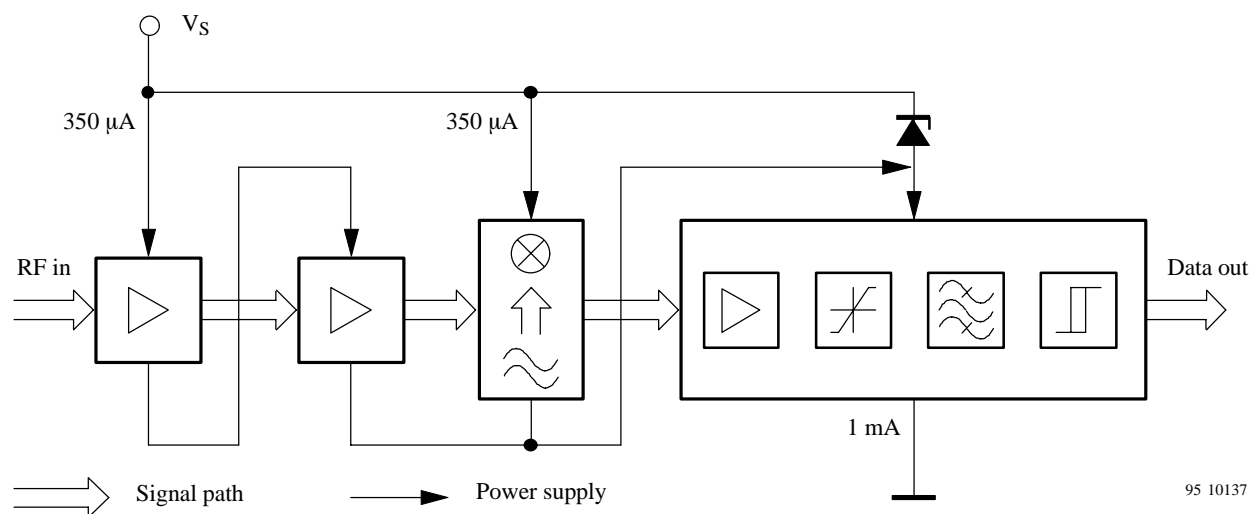 VS
350 µA
350 µA
RF in
Data out
1 mA
Signal path
Power supply
95 10137